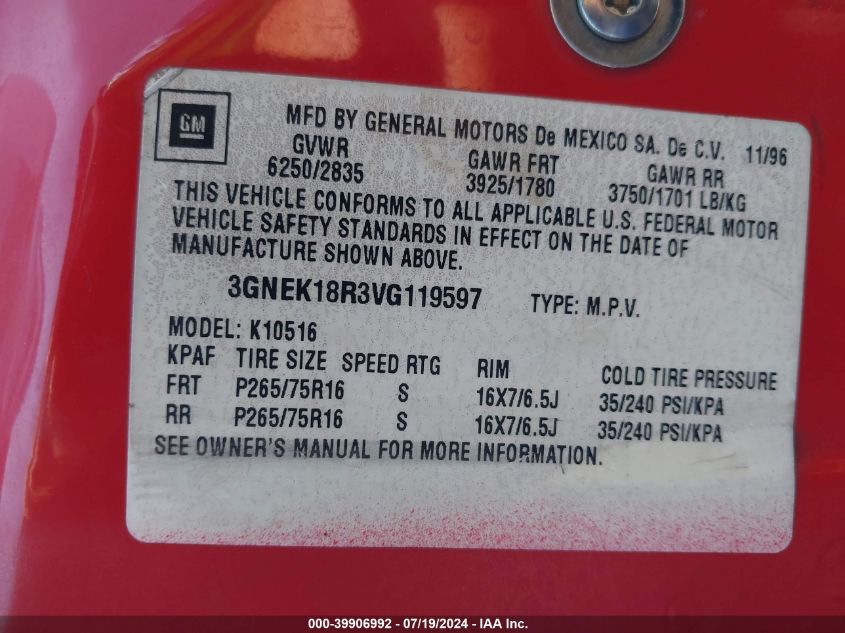 GM
MFD BY GENERAL MOTORS De MEXICO SA. De C.V. 11/96
GVWR GAWR FRT GAWR RR
6250/2835 3925/1780 3750/1701 LB/KG
THIS VEHICLE CONFORMS TO ALL APPLICABLE U.S. FEDERAL MOTOR
VEHICLE SAFETY STANDARDS IN EFFECT ON THE DATE OF
MANUFACTURE SHOWN ABOVE.
3GNEK18R3VG119597 TYPE: M.P.V.
MODEL: K10516
KPAF TIRE SIZE SPEED RTG RIM COLD TIRE PRESSURE
FRT P265/75R16 S 16X7/6.5J 35/240 PSI/KPA
RR P265/75R16 S 16X7/6.5J 35/240 PSI/KPA
SEE OWNER'S MANUAL FOR MORE INFORMATION.
000-39906992 - 07/19/2024 - IAA Inc.